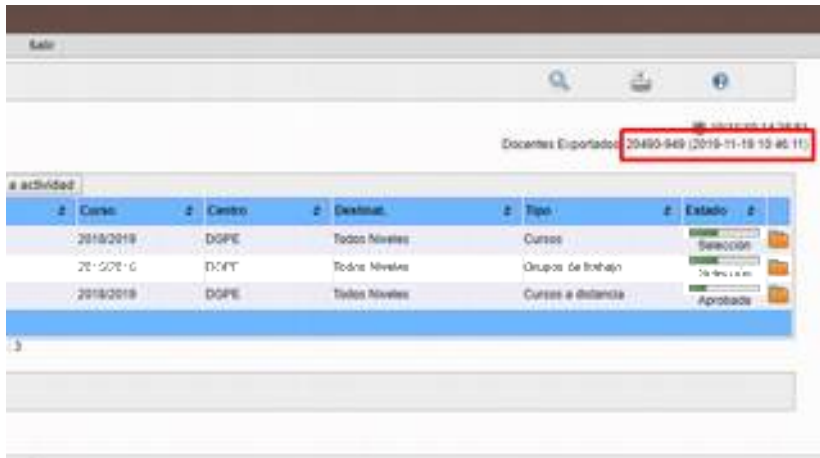 Salir
Docentes Exportados: 20490-949 (2019-11-19 10:46:11)
a actividad
Curso Centro Destinat. Tipo Estado
2018/2019 DGPE Todos Niveles Cursos Selección
DGPE Todos Niveles Grupos de trabajo
2018/2019 DGPE Todos Niveles Cursos a distancia Aprobada
3